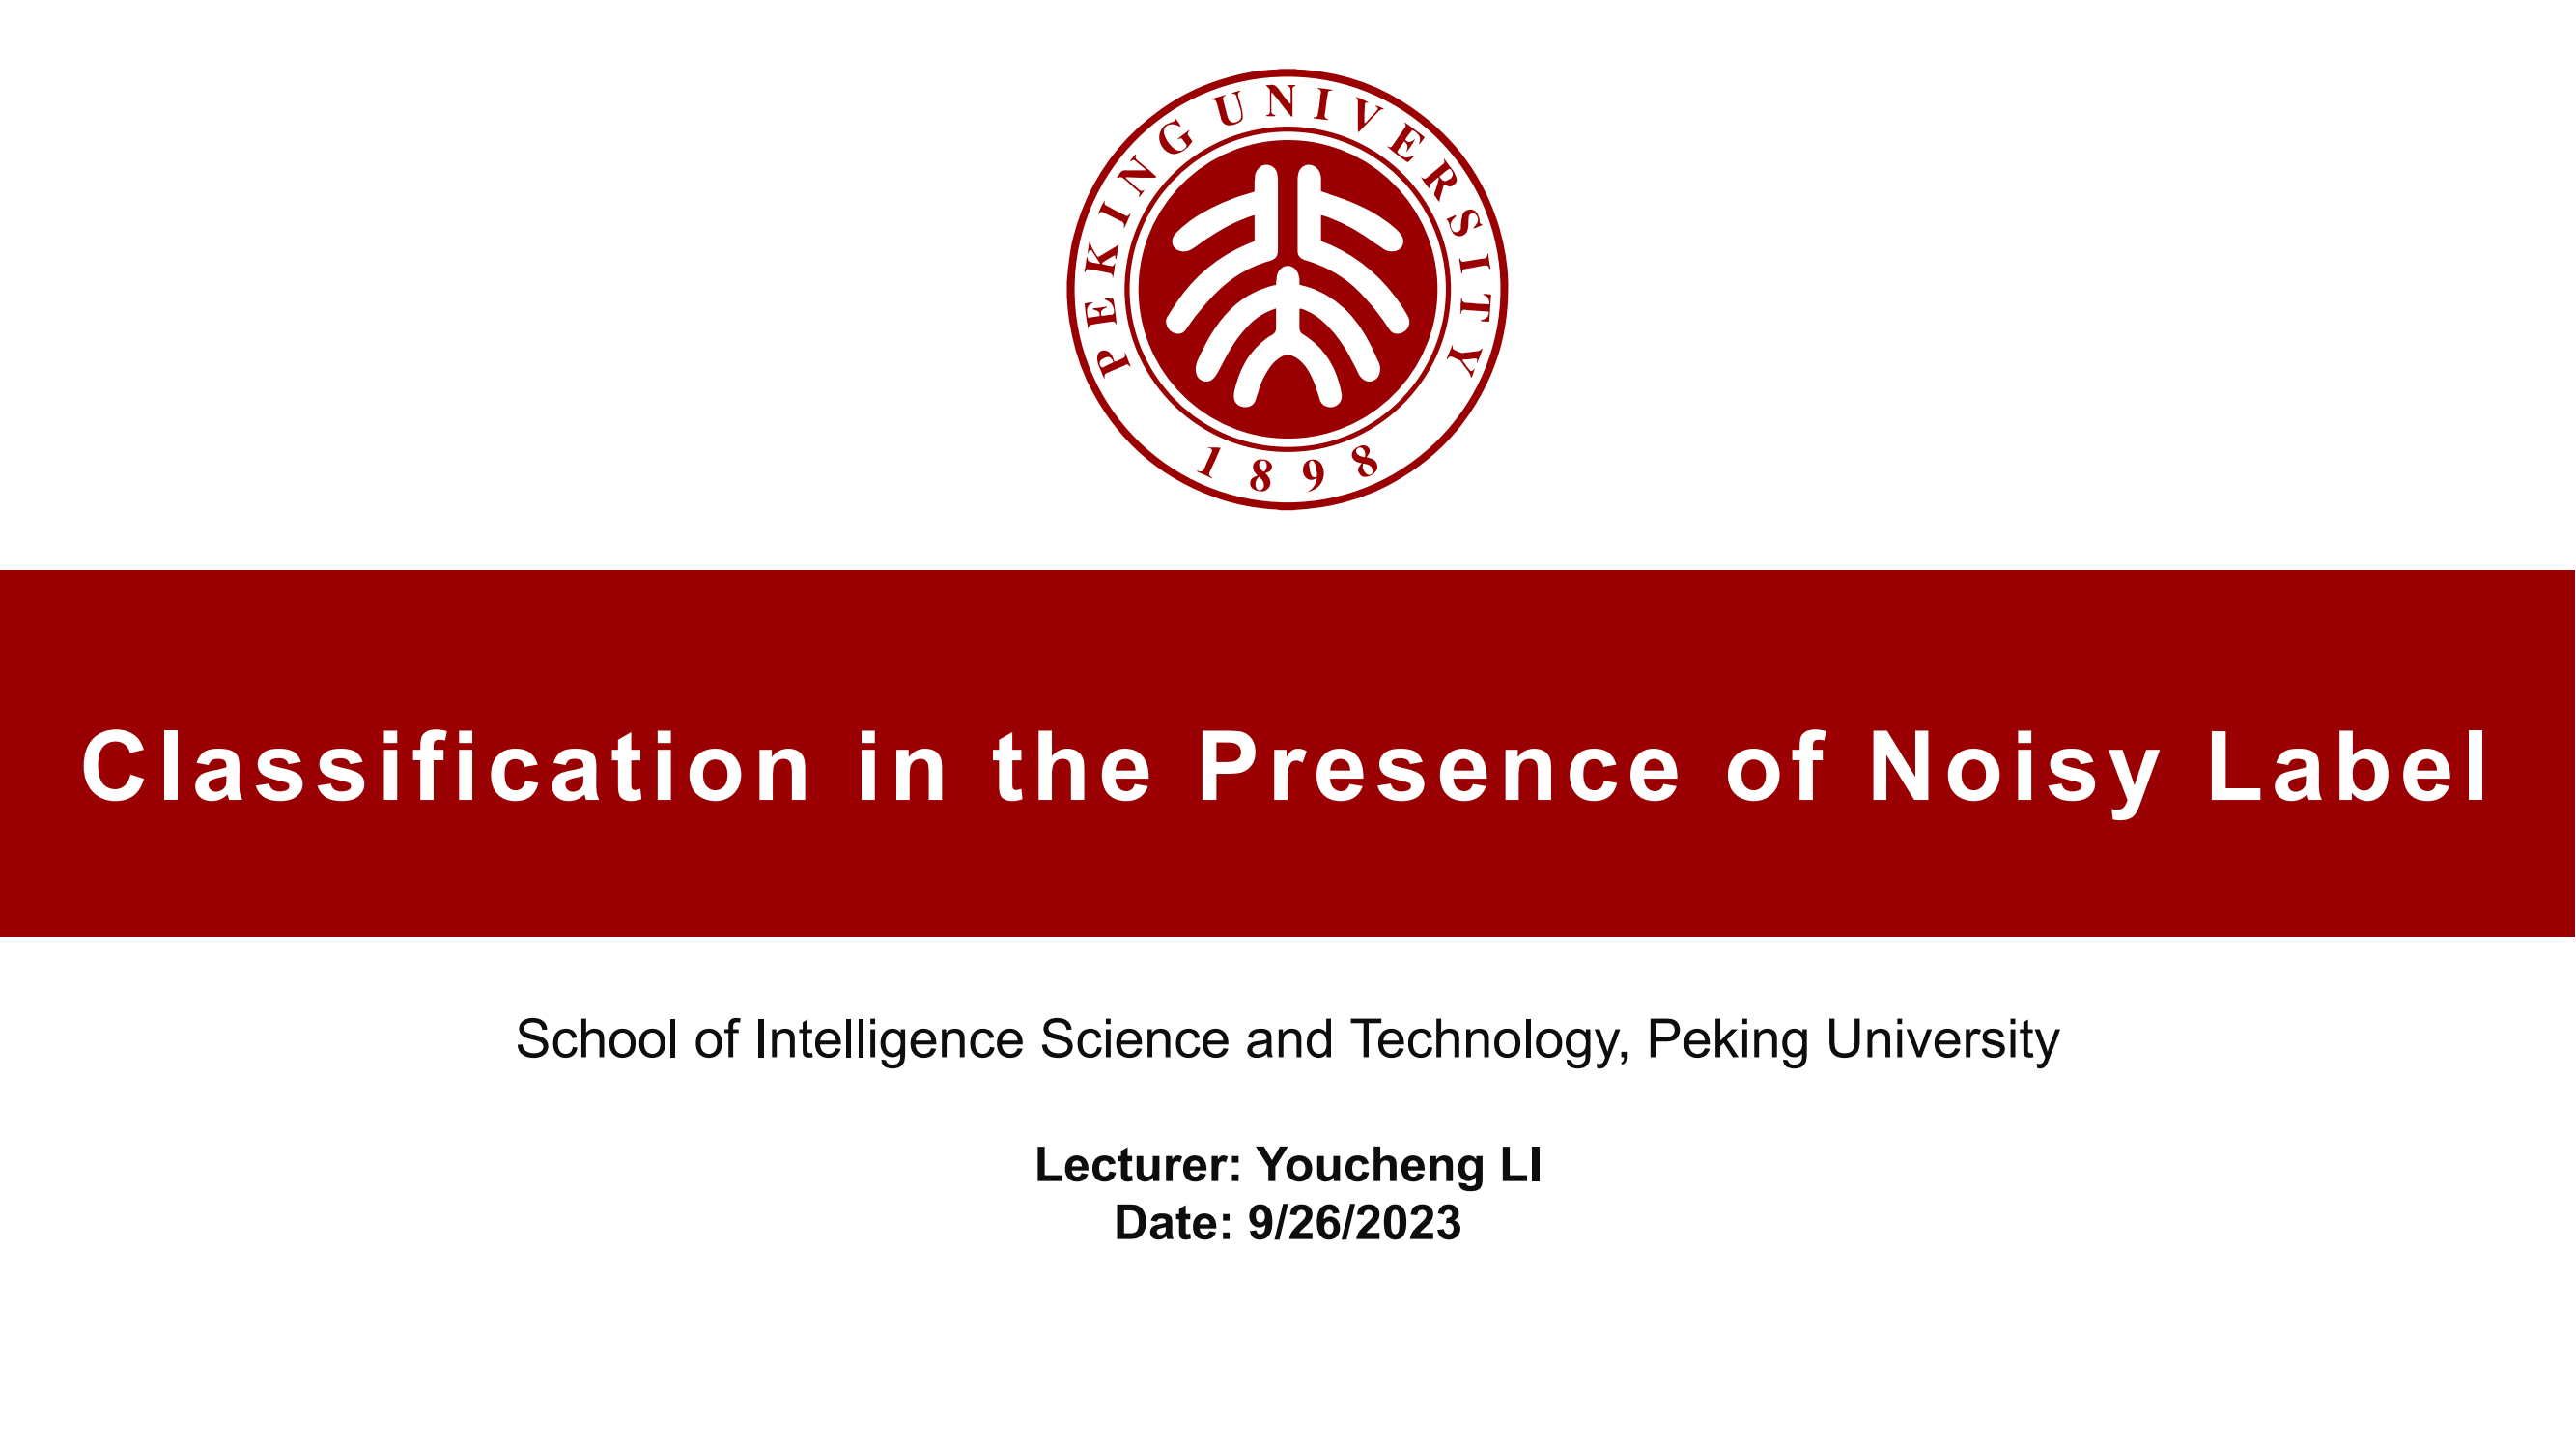 PEKING UNIVERSITY
1898
Classification in the Presence of Noisy Label
School of Intelligence Science and Technology, Peking University
Lecturer: Youcheng LI
Date: 9/26/2023